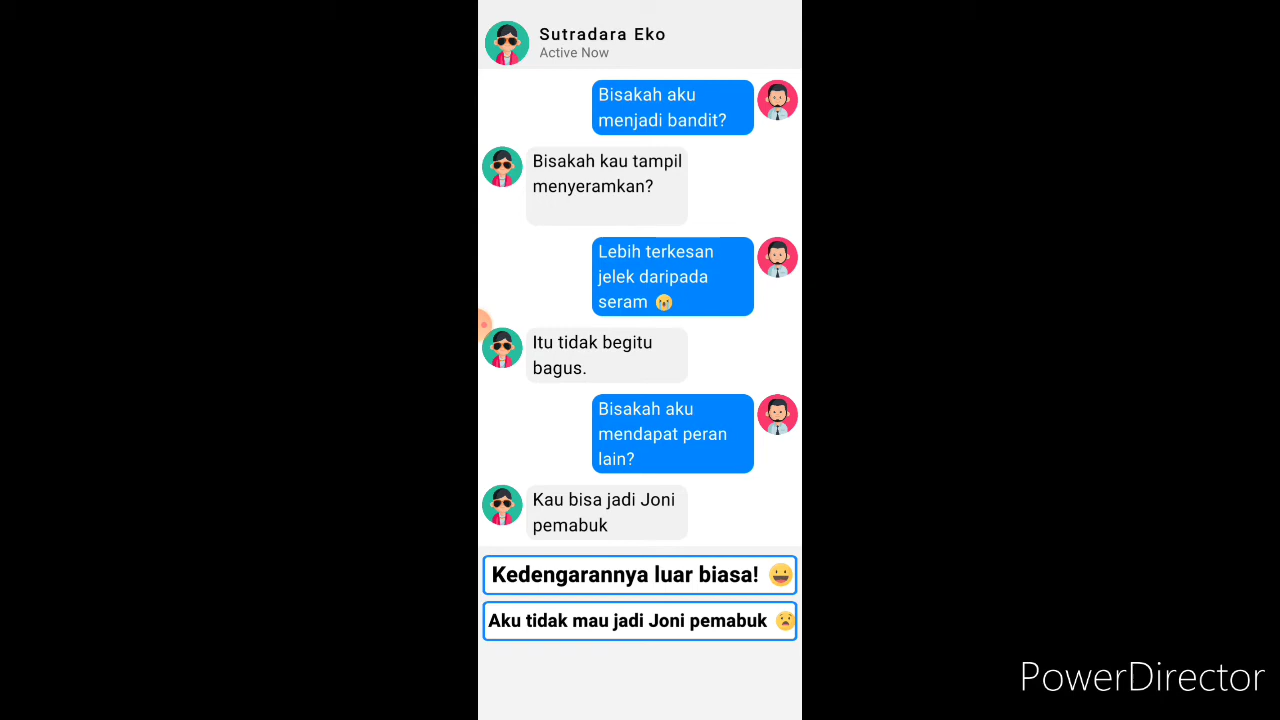 Sutradara Eko
Active Now
Bisakah aku
menjadi bandit?
Bisakah kau tampil
menyeramkan?
Lebih terkesan
jelek daripada
seram 😭
Itu tidak begitu
bagus.
Bisakah aku
mendapat peran
lain?
Kau bisa jadi Joni
pemabuk
Kedengarannya luar biasa! 😀
Aku tidak mau jadi Joni pemabuk 😧
PowerDirector